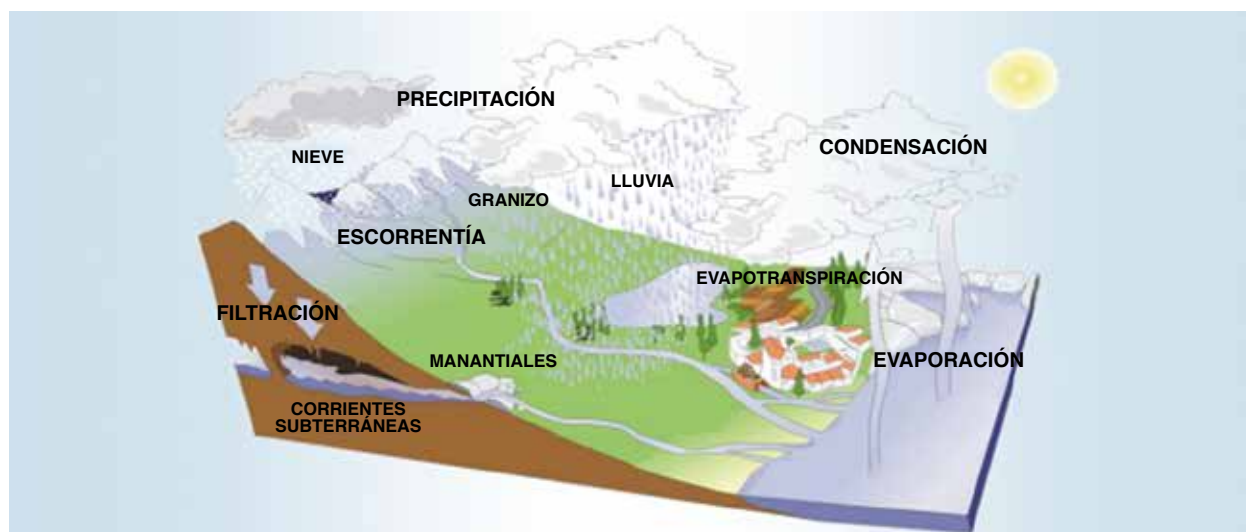 PRECIPITACIÓN
CONDENSACIÓN
NIEVE
LLUVIA
GRANIZO
ESCORRENTÍA
EVAPOTRANSPIRACIÓN
FILTRACIÓN
MANANTIALES
EVAPORACIÓN
CORRIENTES
SUBTERRÁNEAS